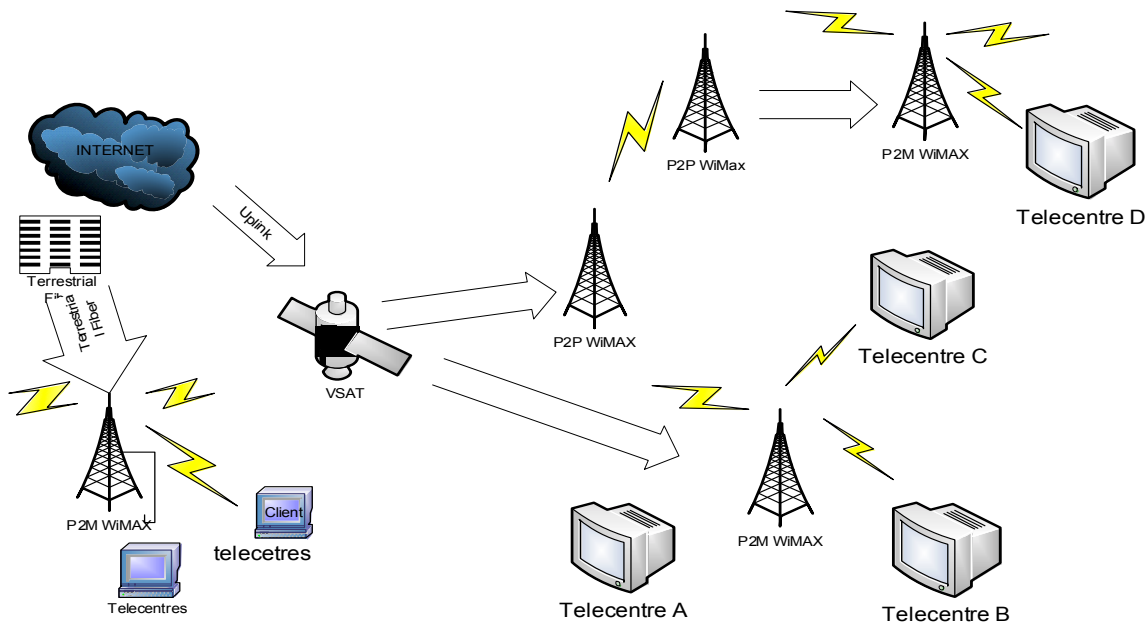 INTERNET
Uplink
Terrestrial
Terrestria
l Fiber
P2M WiMAX
Client
telecetres
Telecentres
VSAT
P2P WiMAX
P2P WiMax
P2M WiMAX
Telecentre D
Telecentre C
P2M WiMAX
Telecentre A
Telecentre B